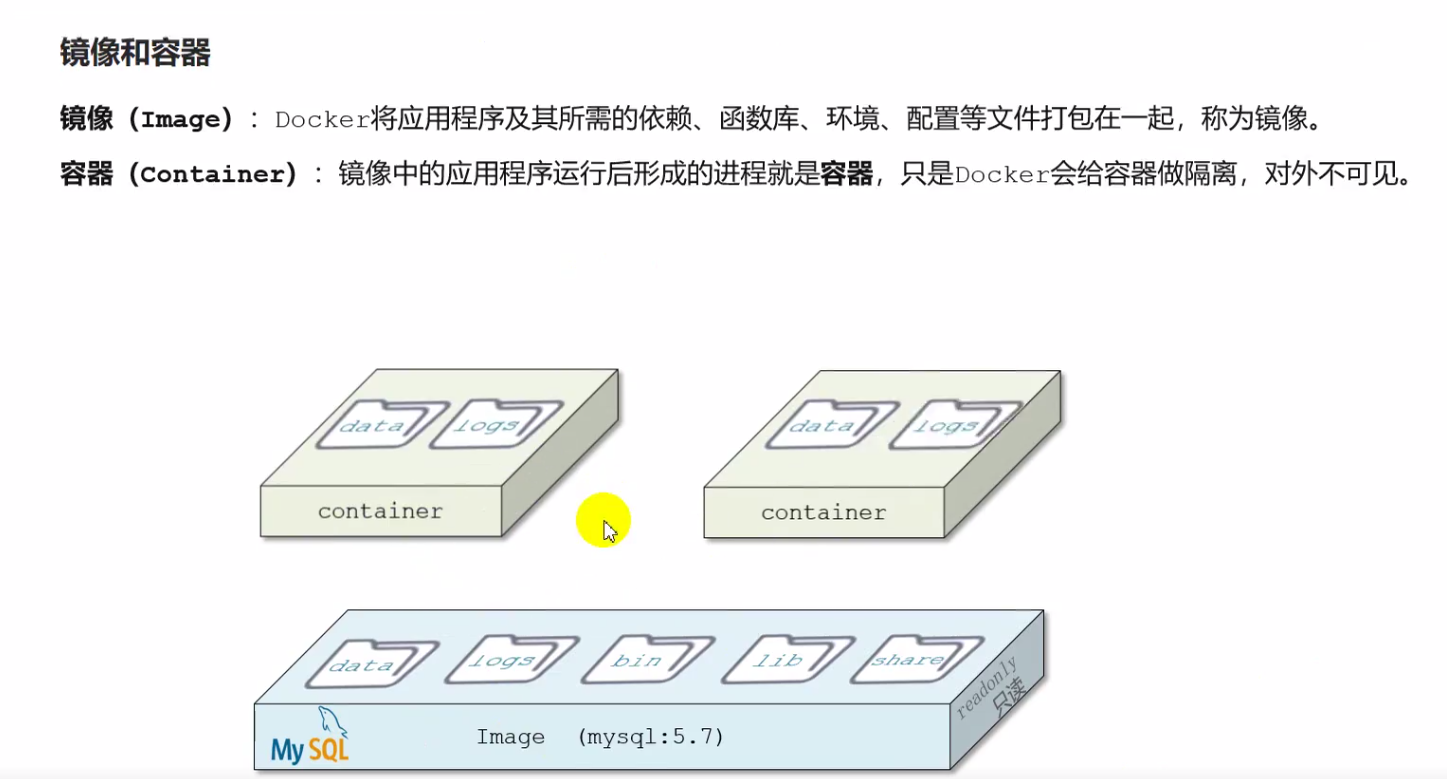 镜像和容器
镜像（Image）：Docker将应用程序及其所需的依赖、函数库、环境、配置等文件打包在一起，称为镜像。
容器（Container）：镜像中的应用程序运行后形成的进程就是容器，只是Docker会给容器做隔离，对外不可见。
data logs
container
data logs
container
data logs bin lib share
readonly
只读
MySQL
Image (mysql:5.7)